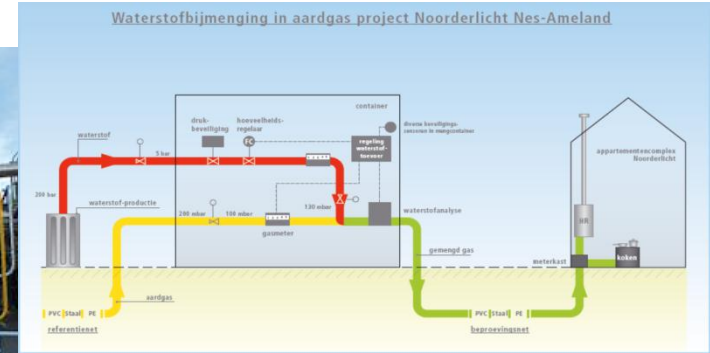 Waterstofbijmenging in aardgas project Noorderlicht Nes-Ameland
container
druk-
beveiliging
hoeveelheids-
regelaar
FC
regeling
waterstof-
toevoer
diverse beveiligings-
sensoren in mengcontainer
waterstof
5 bar
200 bar
waterstof-productie
200 mbar
100 mbar
130 mbar
gasmeter
waterstofanalyse
gemengd gas
appartementencomplex
Noorderlicht
HR
meterkast
koken
aardgas
PVC Staal PE
referentienet
PVC Staal PE
beproevingsnet